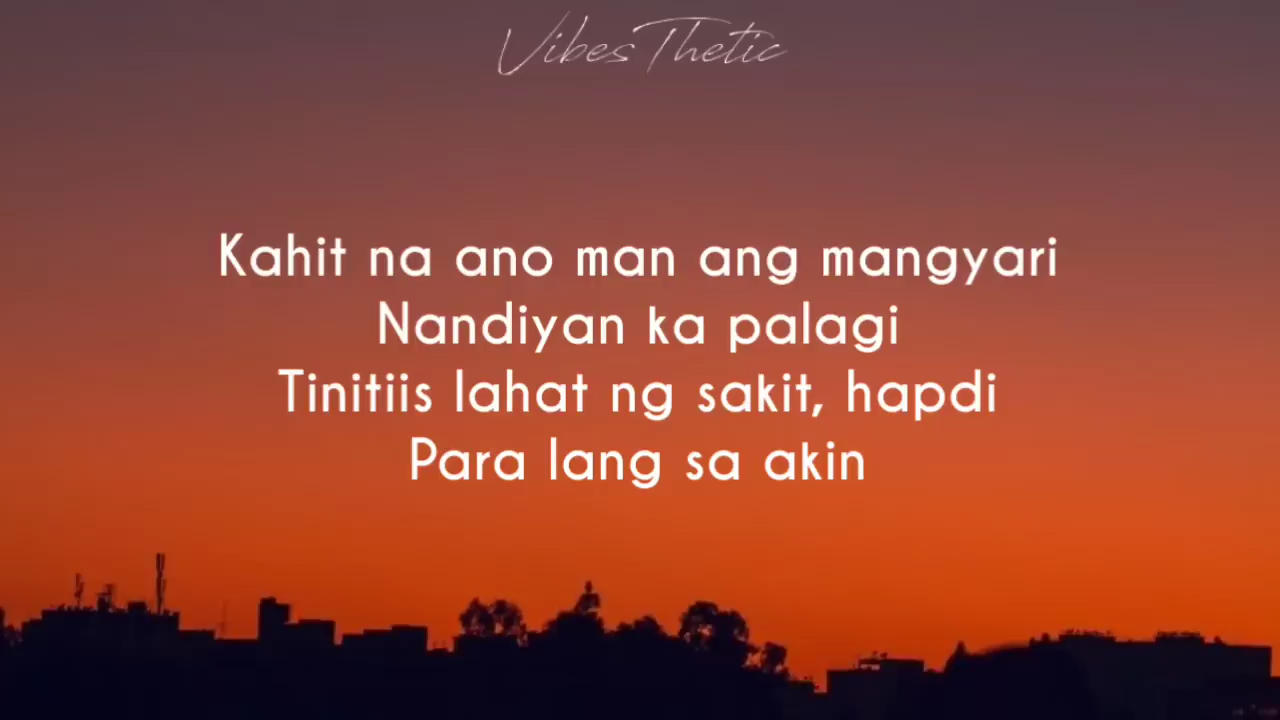 VibesThetic
Kahit na ano man ang mangyari
Nandiyan ka palagi
Tinitiis lahat ng sakit, hapdi
Para lang sa akin